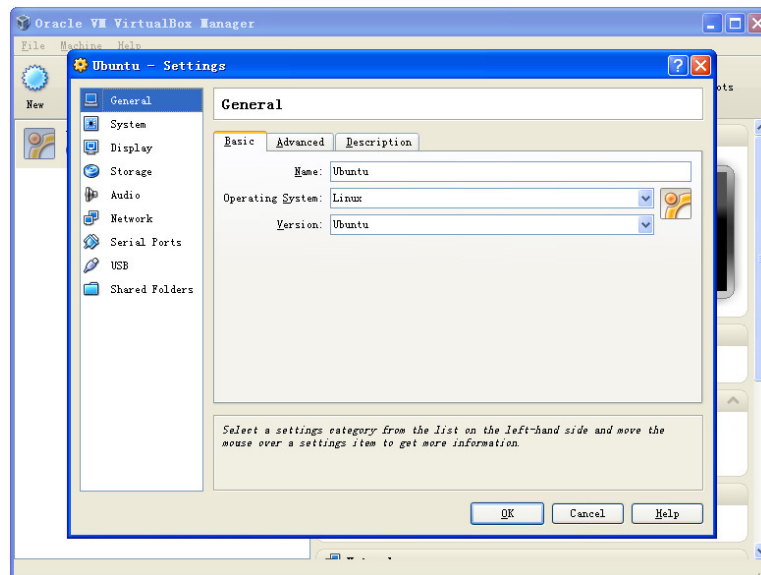 Oracle VM VirtualBox Manager
File Machine Help
Ubuntu - Settings
New
ots
General
System
Display
Storage
Audio
Network
Serial Ports
USB
Shared Folders
General
Basic Advanced Description
Name: Ubuntu
Operating System: Linux
Version: Ubuntu
Select a settings category from the list on the left-hand side and move the
mouse over a settings item to get more information.
OK Cancel Help